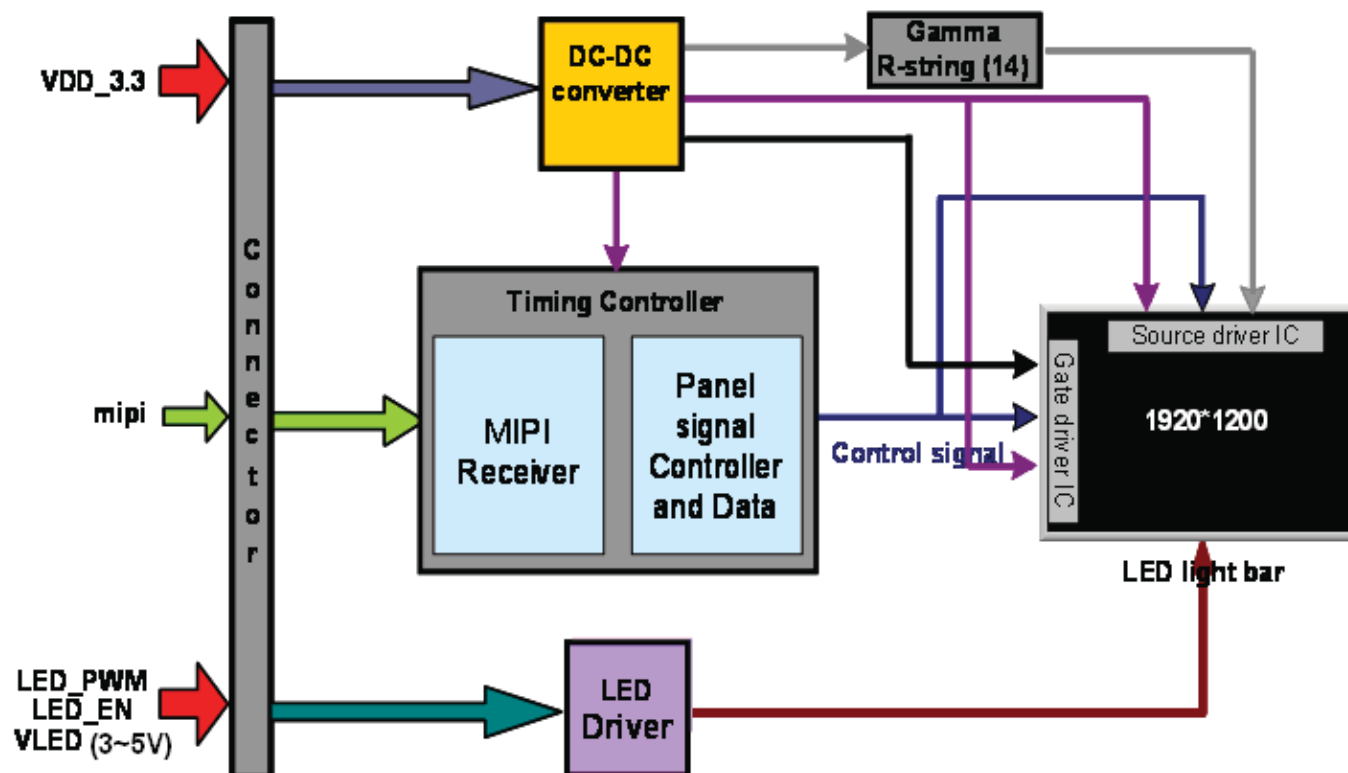 VDD_3.3
Connector
DC-DC
converter
Gamma
R-string (14)
Timing Controller
MIPI
Receiver
Panel
signal
Controller
and Data
mipi
Control signal
Source driver IC
Gate driver IC
1920*1200
LED light bar
LED_PWM
LED_EN
VLED (3~5V)
LED
Driver